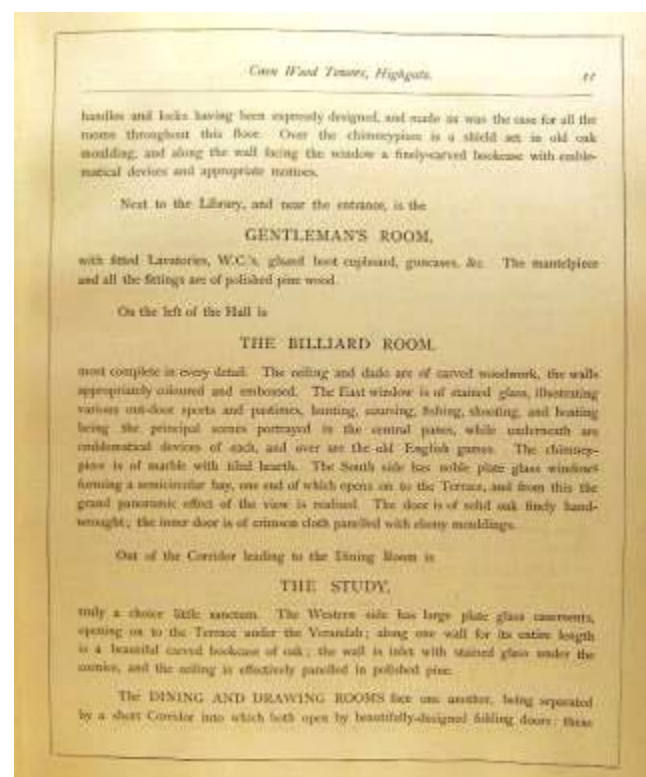 Caen Wood Towers, Highgate. 11
handles and locks having been expressly designed, and made as was the case for all the
rooms throughout this floor. Over the chimneypiece is a shield set in old oak
moulding, and along the wall facing the window a finely-carved bookcase with emble-
matical devices and appropriate mottoes.
Next to the Library, and near the entrance, is the
GENTLEMAN'S ROOM,
with fitted Lavatories, W.C.'s, glazed boot cupboard, guncases, &c. The mantelpiece
and all the fittings are of polished pine wood.
On the left of the Hall is
THE BILLIARD ROOM,
most complete in every detail. The ceiling and dado are of carved woodwork, the walls
appropriately coloured and embossed. The East window is of stained glass, illustrating
various out-door sports and pastimes, hunting, coursing, fishing, shooting, and boating
being the principal scenes portrayed in the central panes, while underneath are
emblematical devices of each, and over are the old English games. The chimney-
piece is of marble with tiled hearth. The South side has noble plate glass windows
forming a semicircular bay, one end of which opens on to the Terrace, and from this the
grand panoramic effect of the view is realised. The door is of solid oak finely hand-
wrought; the inner door is of crimson cloth panelled with ebony mouldings.
Out of the Corridor leading to the Dining Room is
THE STUDY,
truly a choice little sanctum. The Western side has large plate glass casements,
opening on to the Terrace under the Verandah; along one wall for its entire length
is a beautiful carved bookcase of oak; the wall is inlet with stained glass under the
cornice, and the ceiling is effectively panelled in polished pine.
The DINING AND DRAWING ROOMS face one another, being separated
by a short Corridor into which both open by beautifully-designed folding doors: these